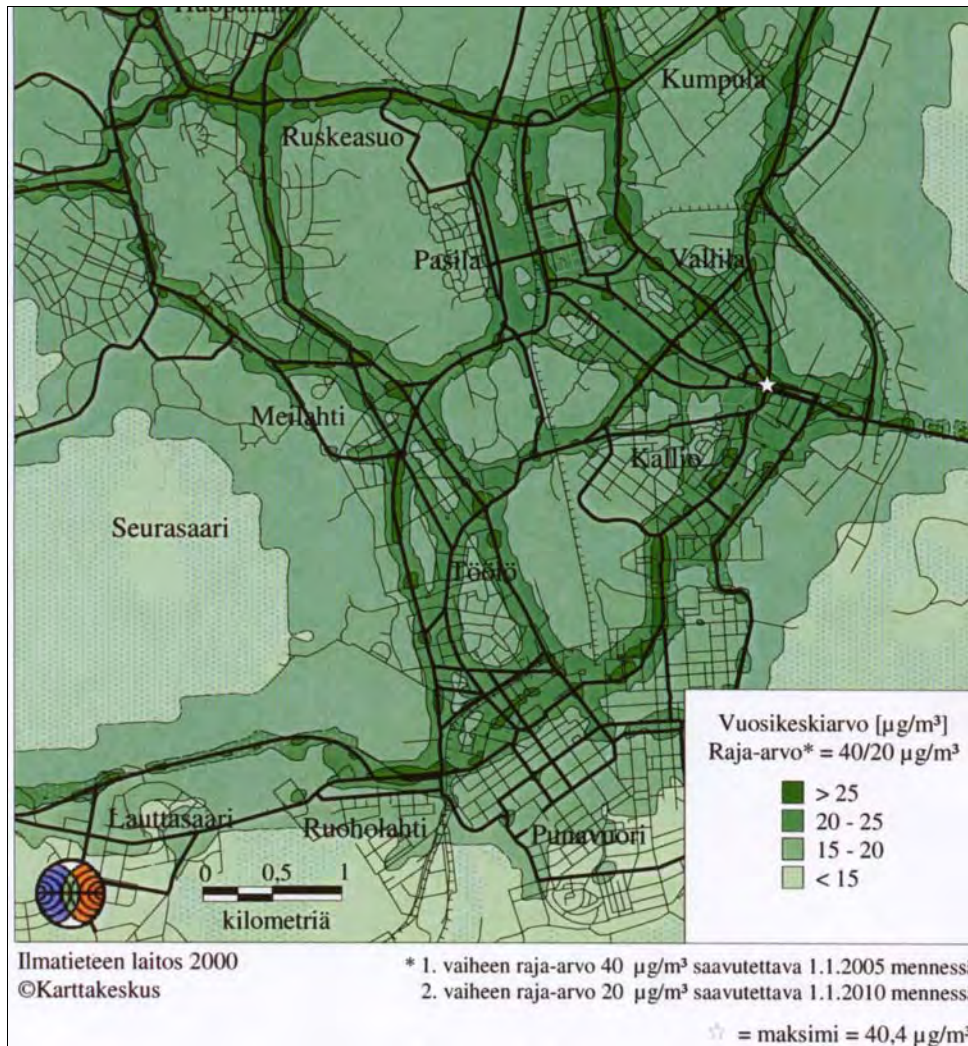 Huopalahti
Kumpula
Ruskeasuo
Pasila
Vallila
Meilahti
Kallio
Seurasaari
Töölö
Vuosikeskiarvo [µg/m³]
Raja-arvo* = 40/20 µg/m³
> 25
20 - 25
15 - 20
< 15
Lauttasaari
Ruoholahti
Punavuori
0 0,5 1
kilometriä
Ilmatieteen laitos 2000
©Karttakeskus
* 1. vaiheen raja-arvo 40 µg/m³ saavutettava 1.1.2005 mennessä
2. vaiheen raja-arvo 20 µg/m³ saavutettava 1.1.2010 mennessä
☆ = maksimi = 40,4 µg/m³